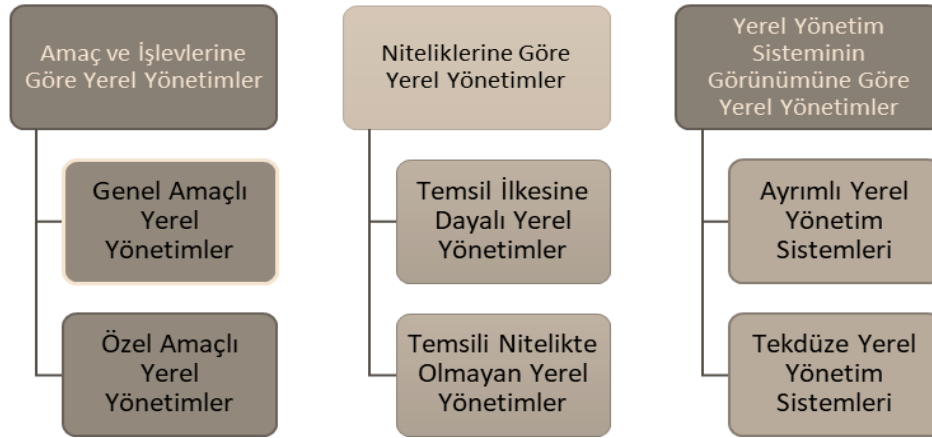 Amaç ve İşlevlerine
Göre Yerel Yönetimler
Genel Amaçlı
Yerel
Yönetimler
Özel Amaçlı
Yerel
Yönetimler
Niteliklerine Göre
Yerel Yönetimler
Temsil İlkesine
Dayalı Yerel
Yönetimler
Temsili Nitelikte
Olmayan Yerel
Yönetimler
Yerel Yönetim
Sisteminin
Görünümüne Göre
Yerel Yönetimler
Ayrımlı Yerel
Yönetim
Sistemleri
Tekdüze Yerel
Yönetim
Sistemleri